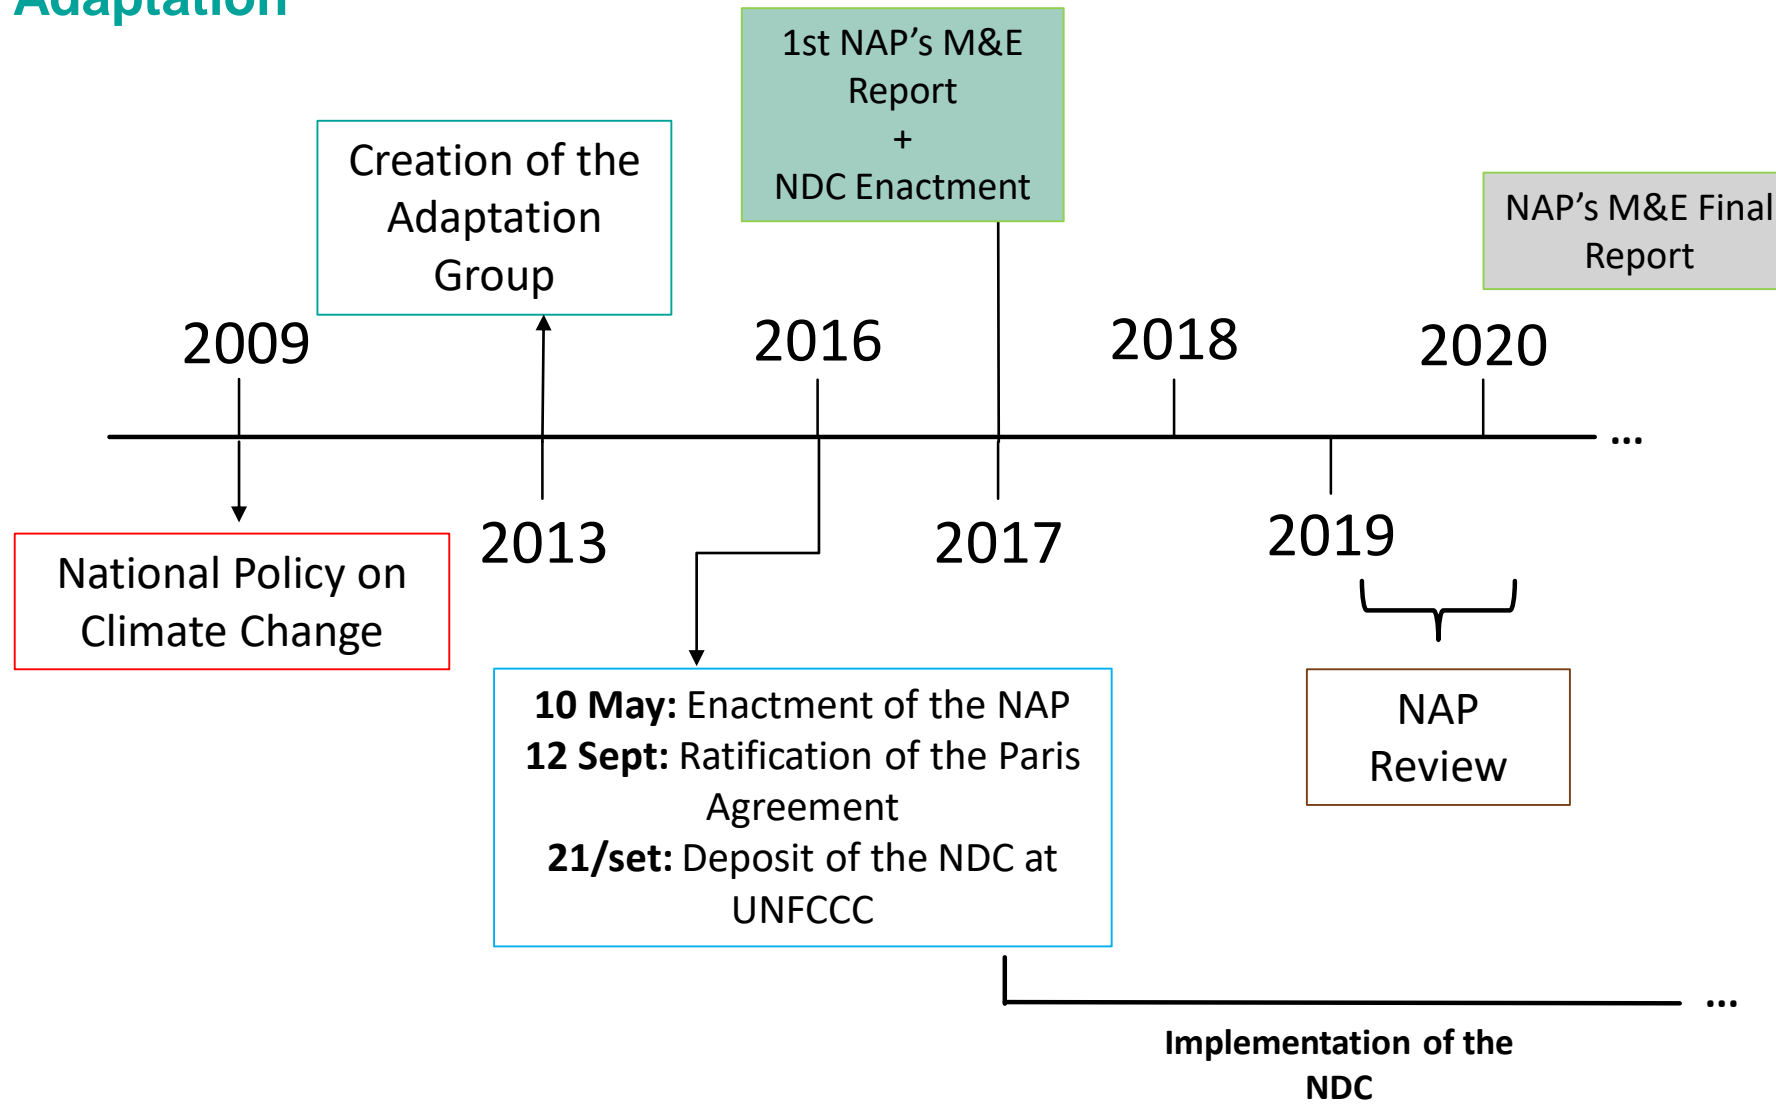 Adaptation
1st NAP's M&E
Report
+
NDC Enactment
Creation of the
Adaptation
Group
NAP's M&E Final
Report
2009
2016
2018
2020
...
2013
2017
2019
National Policy on
Climate Change
10 May: Enactment of the NAP
12 Sept: Ratification of the Paris
Agreement
21/set: Deposit of the NDC at
UNFCCC
NAP
Review
...
Implementation of the
NDC